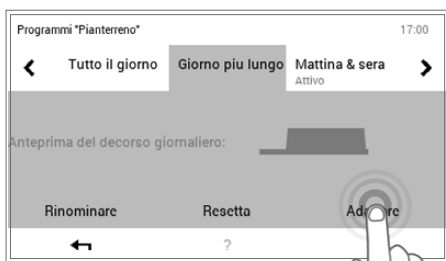 Programmi "Pianterreno" 17:00
Tutto il giorno Giorno piu lungo Mattina & sera
Attivo
Anteprima del decorso giornaliero:
Rinominare Resetta
?